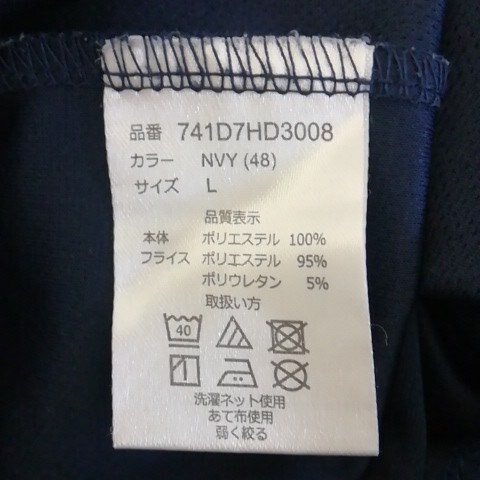 品番 741D7HD3008
カラー NVY (48)
サイズ L
品質表示
本体 ポリエステル 100%
フライス ポリエステル 95%
ポリウレタン 5%
取扱い方
40
洗濯ネット使用
あて布使用
弱く絞る